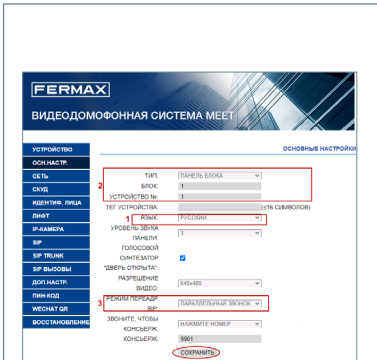 FERMAX
ВИДЕОДОМОФОННАЯ СИСТЕМА MEET
УСТРОЙСТВО
ОСН.НАСТР.
СЕТЬ
СКУД
ИДЕНТИФ. ЛИЦА
ЛИФТ
IP-КАМЕРА
SIP
SIP TRUNK
SIP ВЫЗОВЫ
ДОП.НАСТР.
ПИН-КОД
WECHAT QR
ВОССТАНОВЛЕНИЕ
ОСНОВНЫЕ НАСТРОЙКИ
2
ТИП: ПАНЕЛЬ БЛОКА
БЛОК: 1
УСТРОЙСТВО №: 1
ТЕГ УСТРОЙСТВА: (≤16 СИМВОЛОВ)
1 ЯЗЫК: РУССКИЙ
УРОВЕНЬ ЗВУКА
ПАНЕЛИ: 3
ГОЛОСОВОЙ
СИНТЕЗАТОР
"ДВЕРЬ ОТКРЫТА":
РАЗРЕШЕНИЕ
ВИДЕО: 640x480
3 РЕЖИМ ПЕРЕАДР
SIP: ПАРАЛЛЕЛЬНЫЙ ЗВОНОК
ЗВОНИТЕ, ЧТОБЫ
КОНСЬЕРЖ: НАЖМИТЕ НОМЕР
КОНСЬЕРЖ: 9901
СОХРАНИТЬ